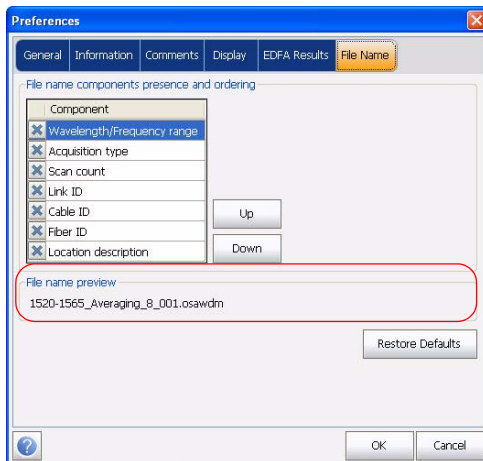 Preferences
General Information Comments Display EDFA Results File Name
File name components presence and ordering
Component
Wavelength/Frequency range
Acquisition type
Scan count
Link ID
Cable ID
Fiber ID
Location description
Up
Down
File name preview
1520-1565_Averaging_8_001.osawdm
Restore Defaults
?
OK Cancel